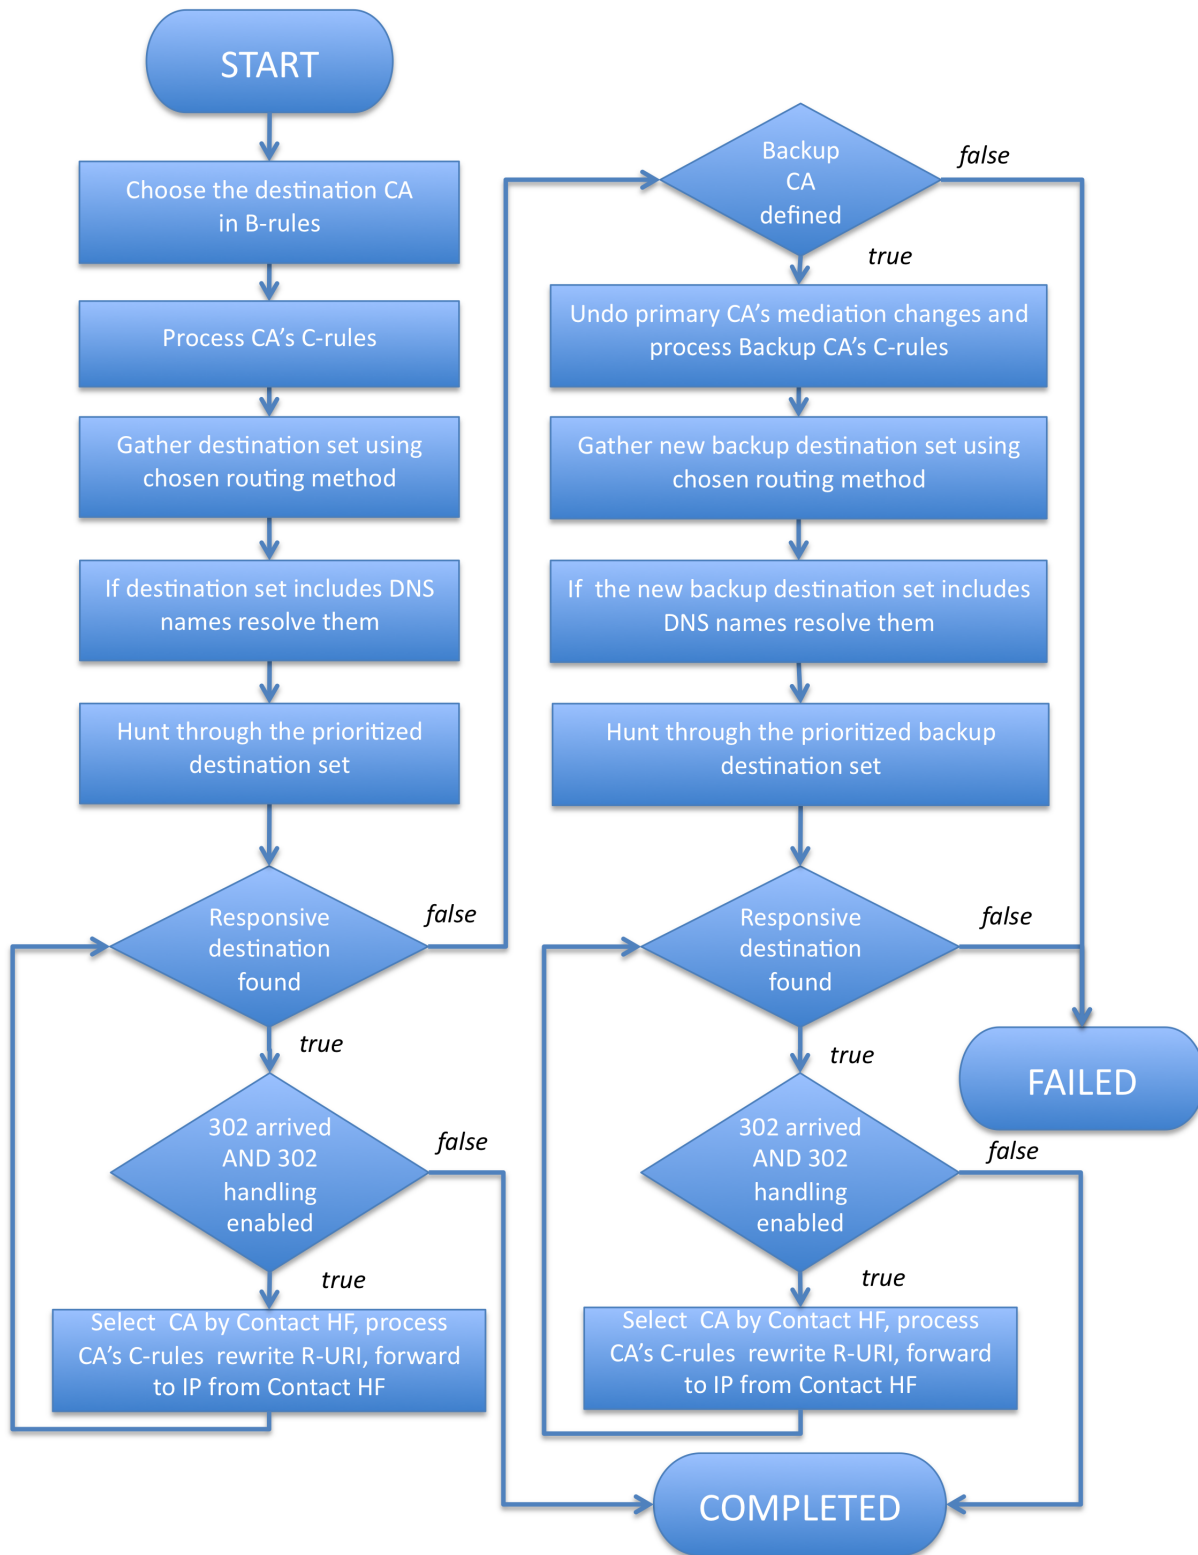 START
Choose the destination CA
in B-rules
Process CA's C-rules
Gather destination set using
chosen routing method
If destination set includes DNS
names resolve them
Hunt through the prioritized
destination set
Responsive
destination
found
false
true
302 arrived
AND 302
handling
enabled
false
true
Select  CA by Contact HF, process
CA's C-rules  rewrite R-URI, forward
to IP from Contact HF
Backup
CA
defined
false
true
Undo primary CA's mediation changes and
process Backup CA's C-rules
Gather new backup destination set using
chosen routing method
If  the new backup destination set includes
DNS names resolve them
Hunt through the prioritized backup
destination set
Responsive
destination
found
false
true
FAILED
302 arrived
AND 302
handling
enabled
false
true
Select  CA by Contact HF, process
CA's C-rules  rewrite R-URI, forward
to IP from Contact HF
COMPLETED